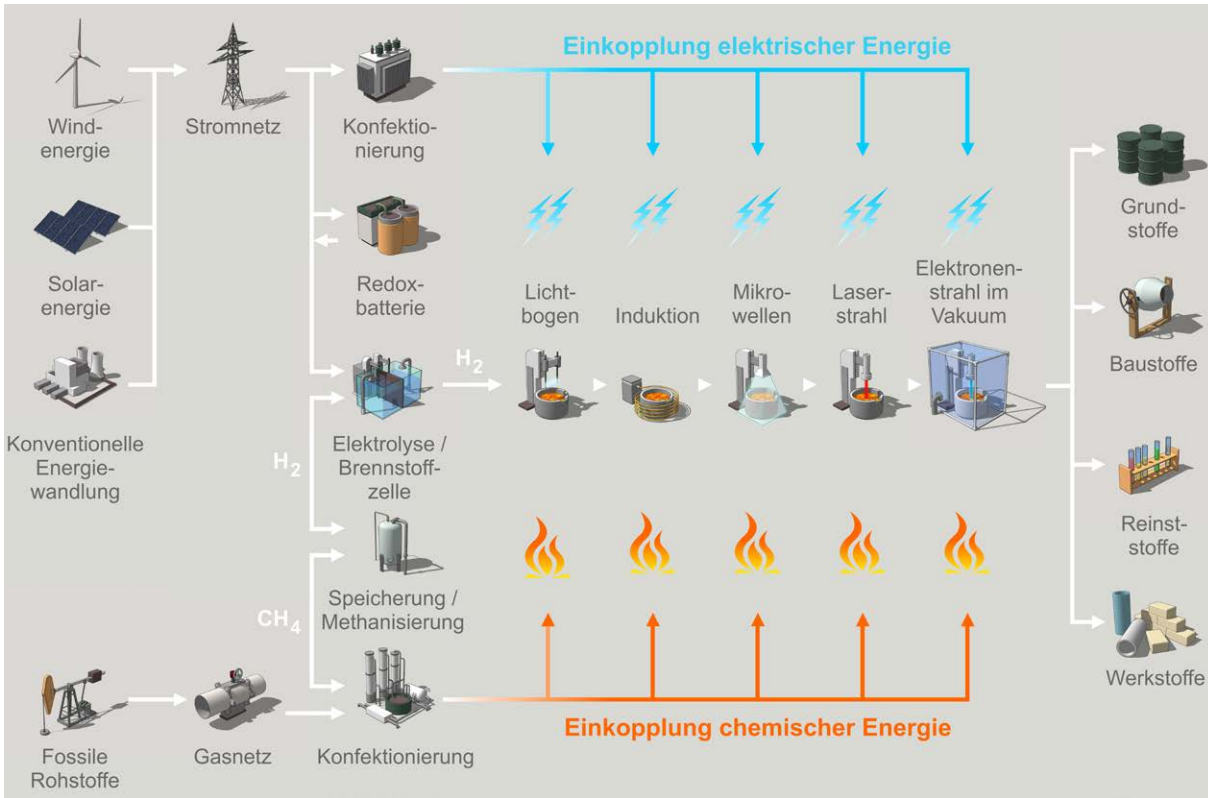 Einkopplung elektrischer Energie
Wind-
energie
Stromnetz
Konfektio-
nierung
Solar-
energie
Redox-
batterie
Licht-
bogen
Induktion
Mikro-
wellen
Laser-
strahl
Elektronen-
strahl im
Vakuum
Grund-
stoffe
Baustoffe
Konventionelle
Energie-
wandlung
H2
Elektrolyse /
Brennstoff-
zelle
H2
Reinst-
stoffe
Speicherung /
Methanisierung
CH4
Werkstoffe
Fossile
Rohstoffe
Gasnetz
Konfektionierung
Einkopplung chemischer Energie